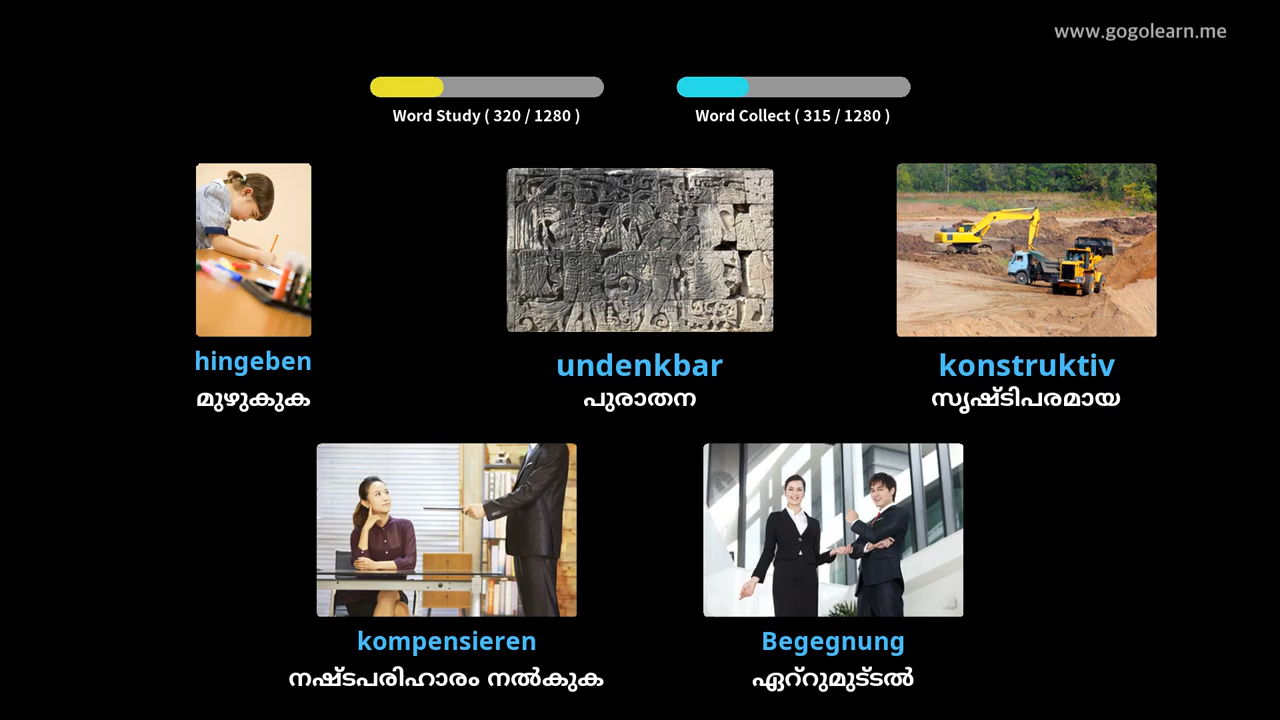 www.gogolearn.me
Word Study ( 320 / 1280 )
Word Collect ( 315 / 1280 )
hingeben
മുഴുകുക
undenkbar
പുരാതന
konstruktiv
സൃഷ്ടിപരമായ
kompensieren
നഷ്ടപരിഹാരം നൽകുക
Begegnung
ഏറ്റുമുട്ടൽ